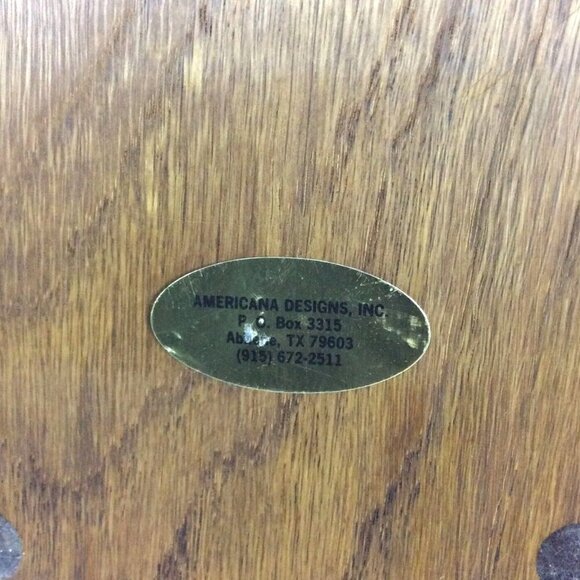 AMERICANA DESIGNS, INC.
P. O. Box 3315
TX 79603
(915) 672-2511